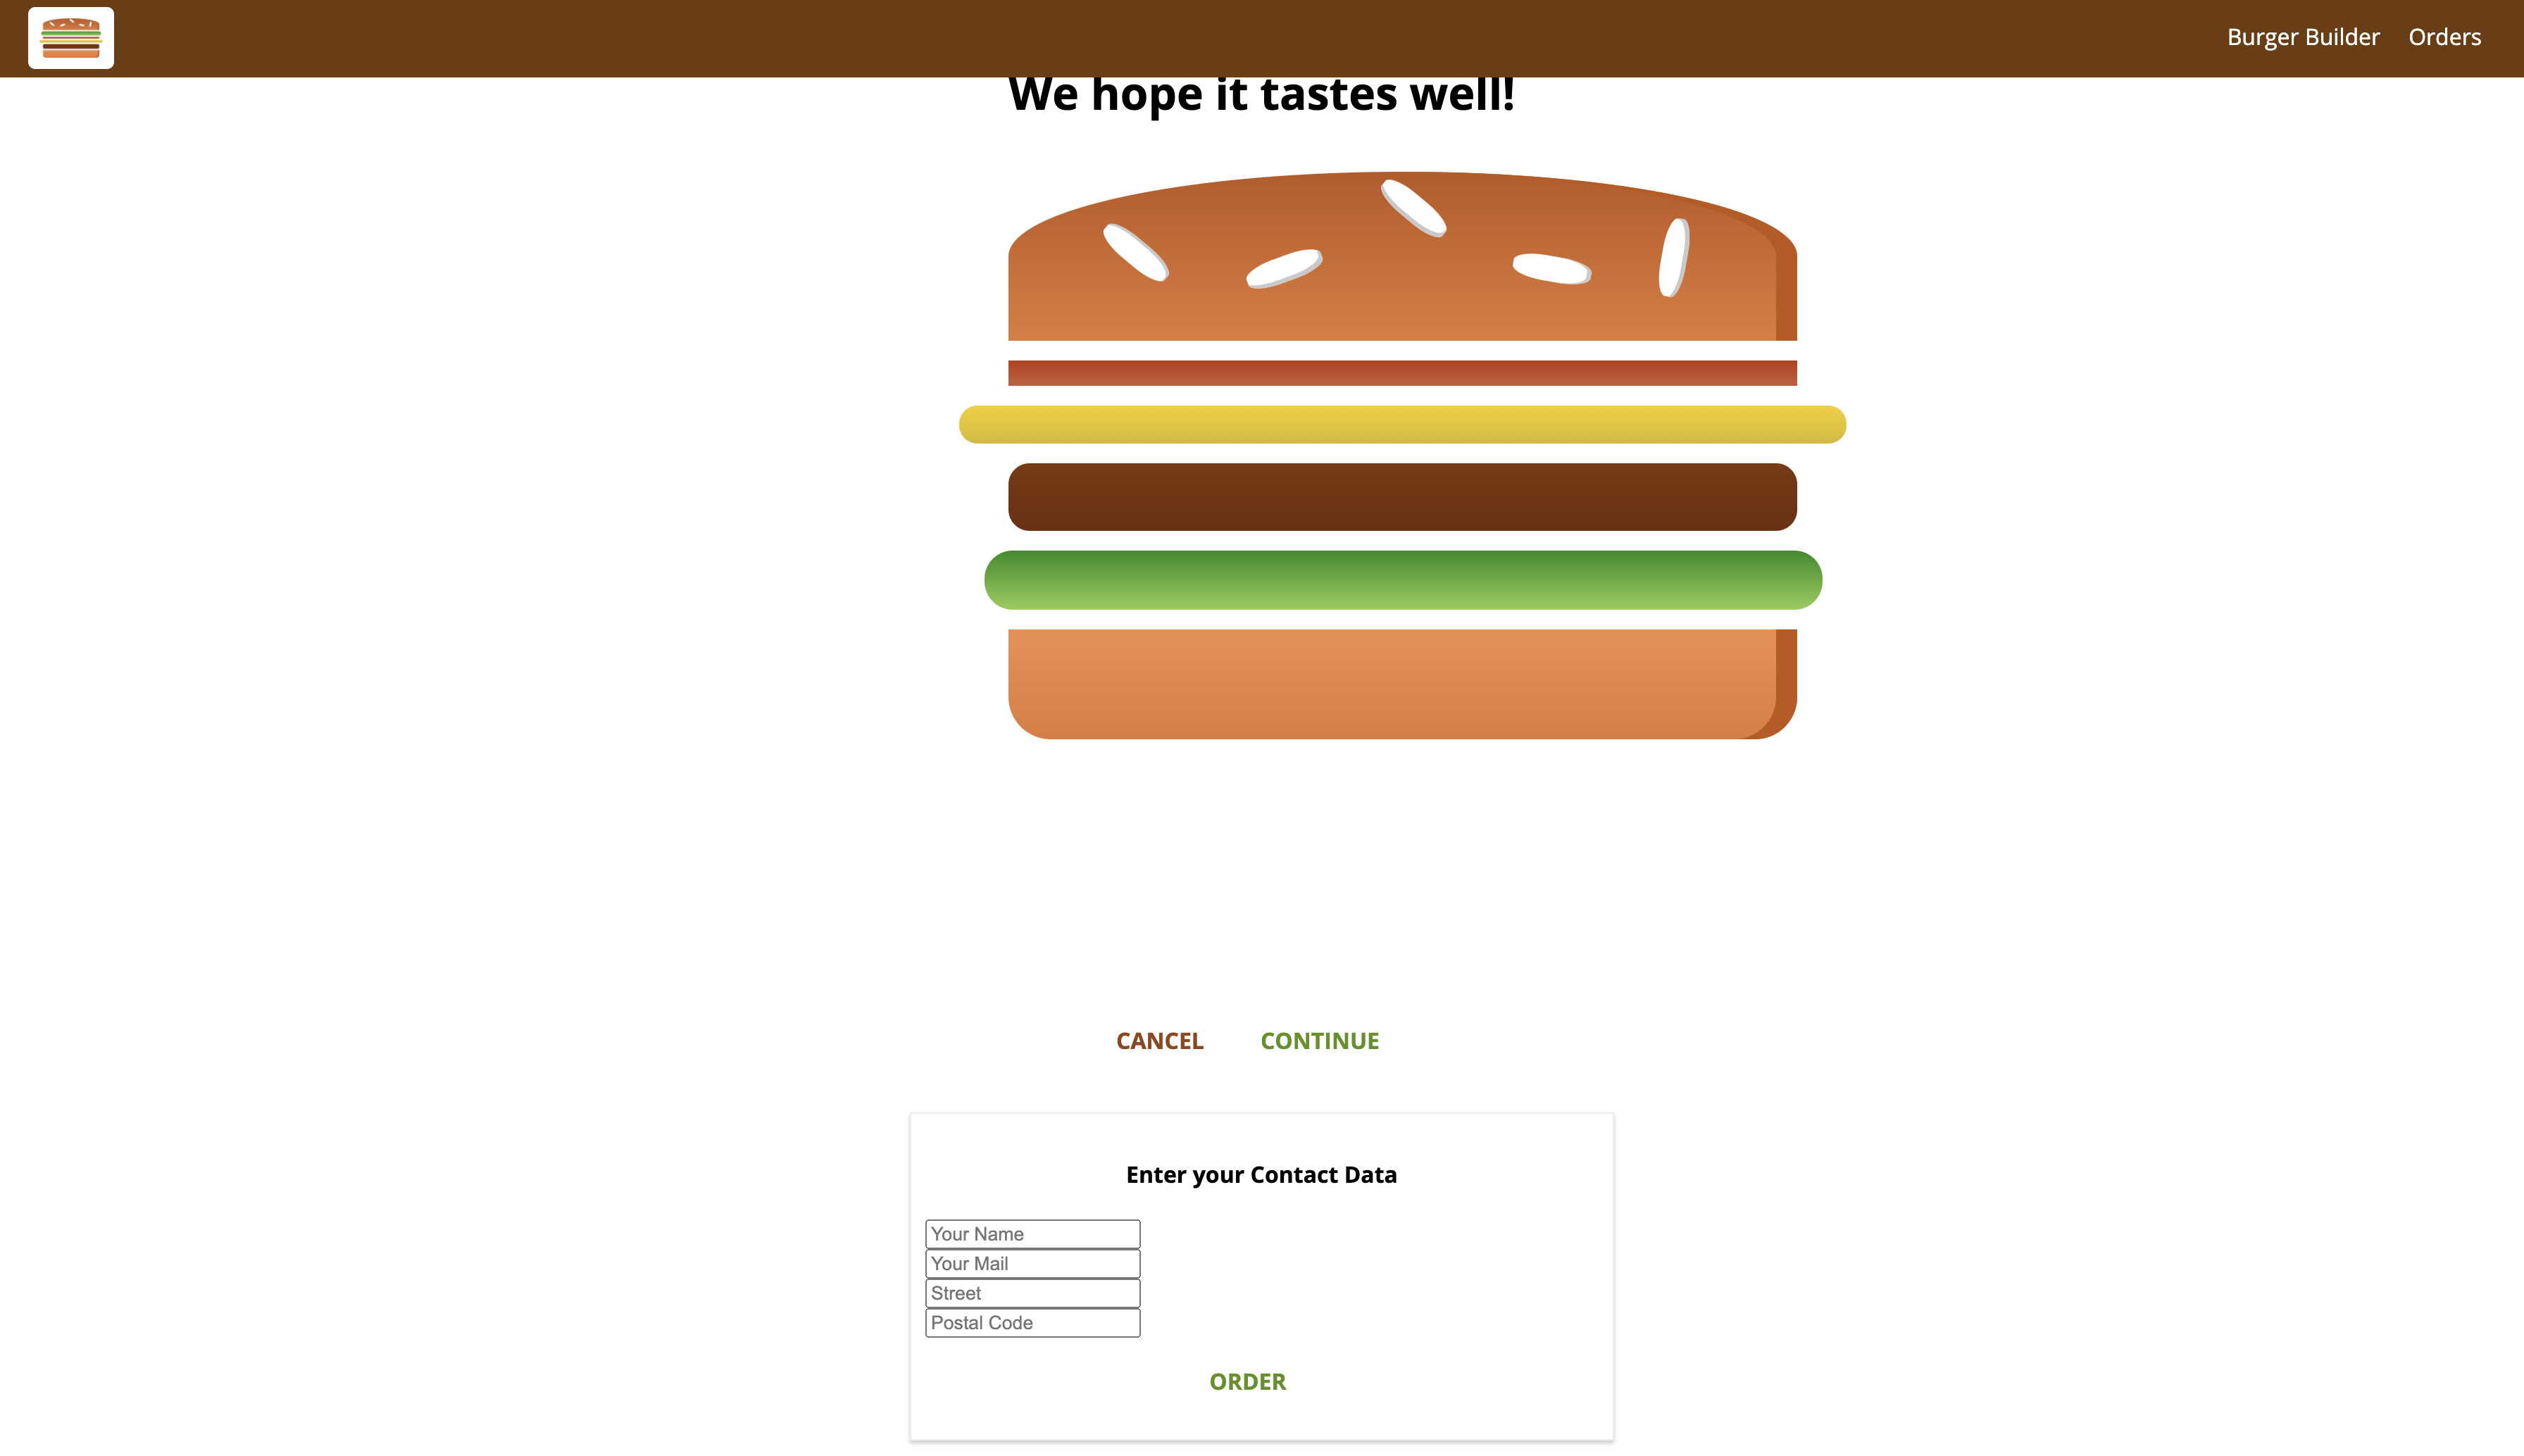 Burger Builder Orders
We hope it tastes well!
CANCEL CONTINUE
Enter your Contact Data
Your Name
Your Mail
Street
Postal Code
ORDER